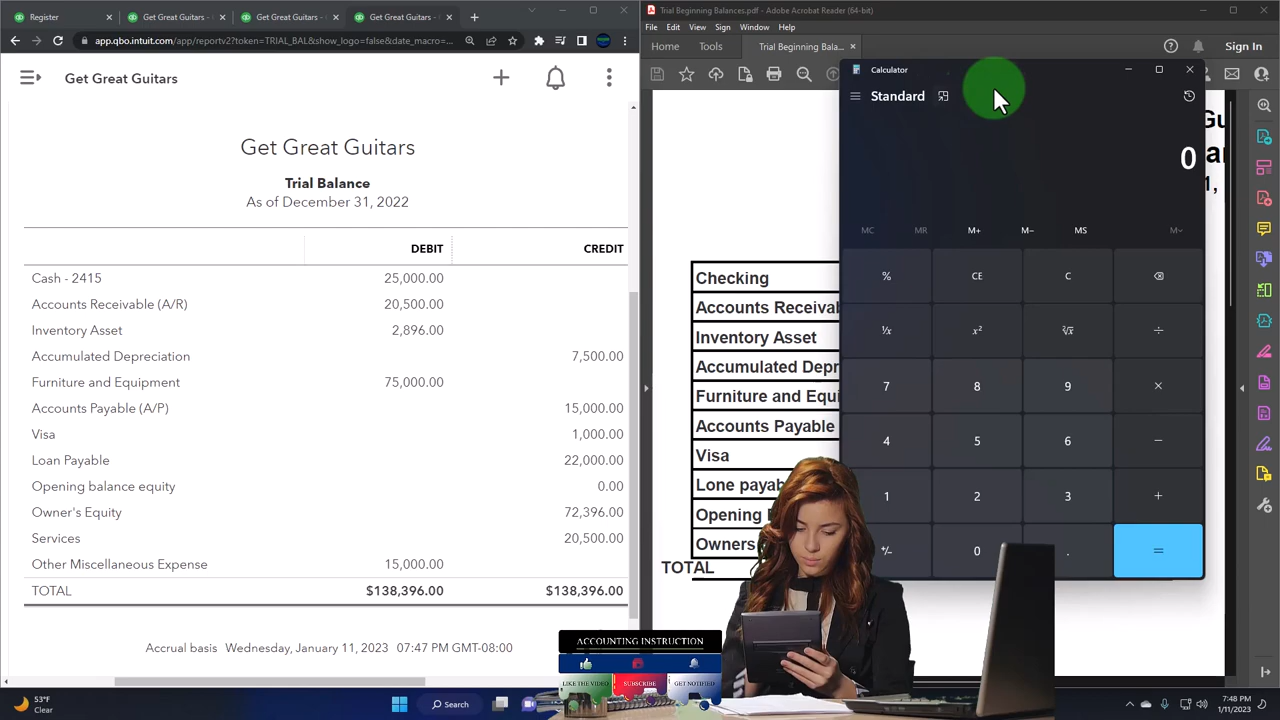 Register
Get Great Guitars
Get Great Guitars
Get Great Guitars
app.qbo.intuit.com/app/reportv2?token=TRIAL_BAL&show_logo=false&date_macro=...
Get Great Guitars
Get Great Guitars
Trial Balance
As of December 31, 2022
DEBIT CREDIT
Cash - 2415 25,000.00
Accounts Receivable (A/R) 20,500.00
Inventory Asset 2,896.00
Accumulated Depreciation 7,500.00
Furniture and Equipment 75,000.00
Accounts Payable (A/P) 15,000.00
Visa 1,000.00
Loan Payable 22,000.00
Opening balance equity 0.00
Owner's Equity 72,396.00
Services 20,500.00
Other Miscellaneous Expense 15,000.00
TOTAL $138,396.00 $138,396.00
Accrual basis Wednesday, January 11, 2023 07:47 PM GMT-08:00
Trial Beginning Balances.pdf - Adobe Acrobat Reader (64-bit)
File Edit View Sign Window Help
Home Tools Trial Beginning Bala... Sign In
Checking
Accounts Receivab
Inventory Asset
Accumulated Depr
Furniture and Equi
Accounts Payable
Visa
Lone payab
Opening
Owners
TOTAL
Calculator
Standard
0
MC MR M+ M− MS M
% CE C
¹/x x² ²√x ÷
7 8 9 ×
4 5 6 −
1 2 3 +
+/− 0 . =
ACCOUNTING INSTRUCTION
LIKE THE VIDEO SUBSCRIBE GET NOTIFIED
53°F
Clear
Search
7:48 PM
1/11/2023